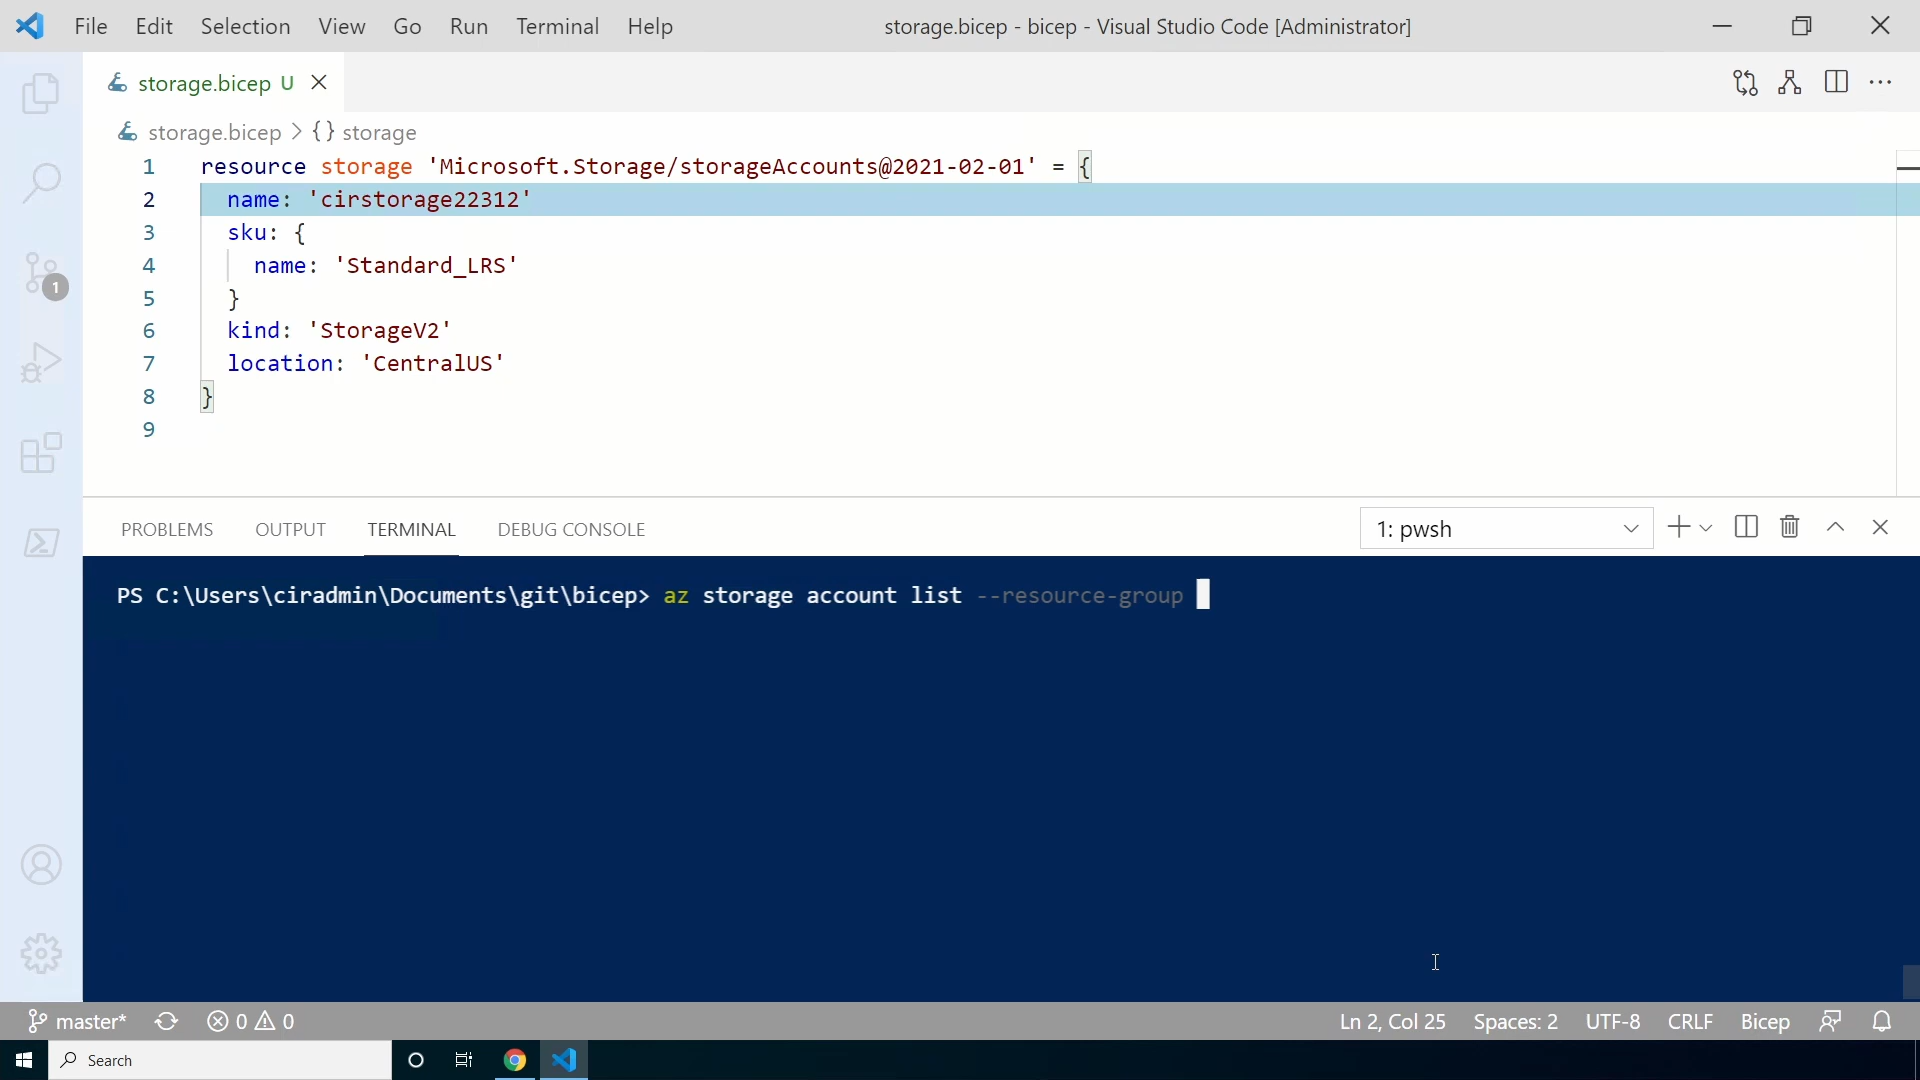 File Edit Selection View Go Run Terminal Help storage.bicep - bicep - Visual Studio Code [Administrator]
storage.bicep U
storage.bicep > {} storage
1 resource storage 'Microsoft.Storage/storageAccounts@2021-02-01' = {
2 name: 'cirstorage22312'
3 sku: {
4 name: 'Standard_LRS'
5 }
6 kind: 'StorageV2'
7 location: 'CentralUS'
8 }
9
1
PROBLEMS OUTPUT TERMINAL DEBUG CONSOLE 1: pwsh
PS C:\Users\ciradmin\Documents\git\bicep> az storage account list --resource-group
master* 0 0 Ln 2, Col 25 Spaces: 2 UTF-8 CRLF Bicep
Search